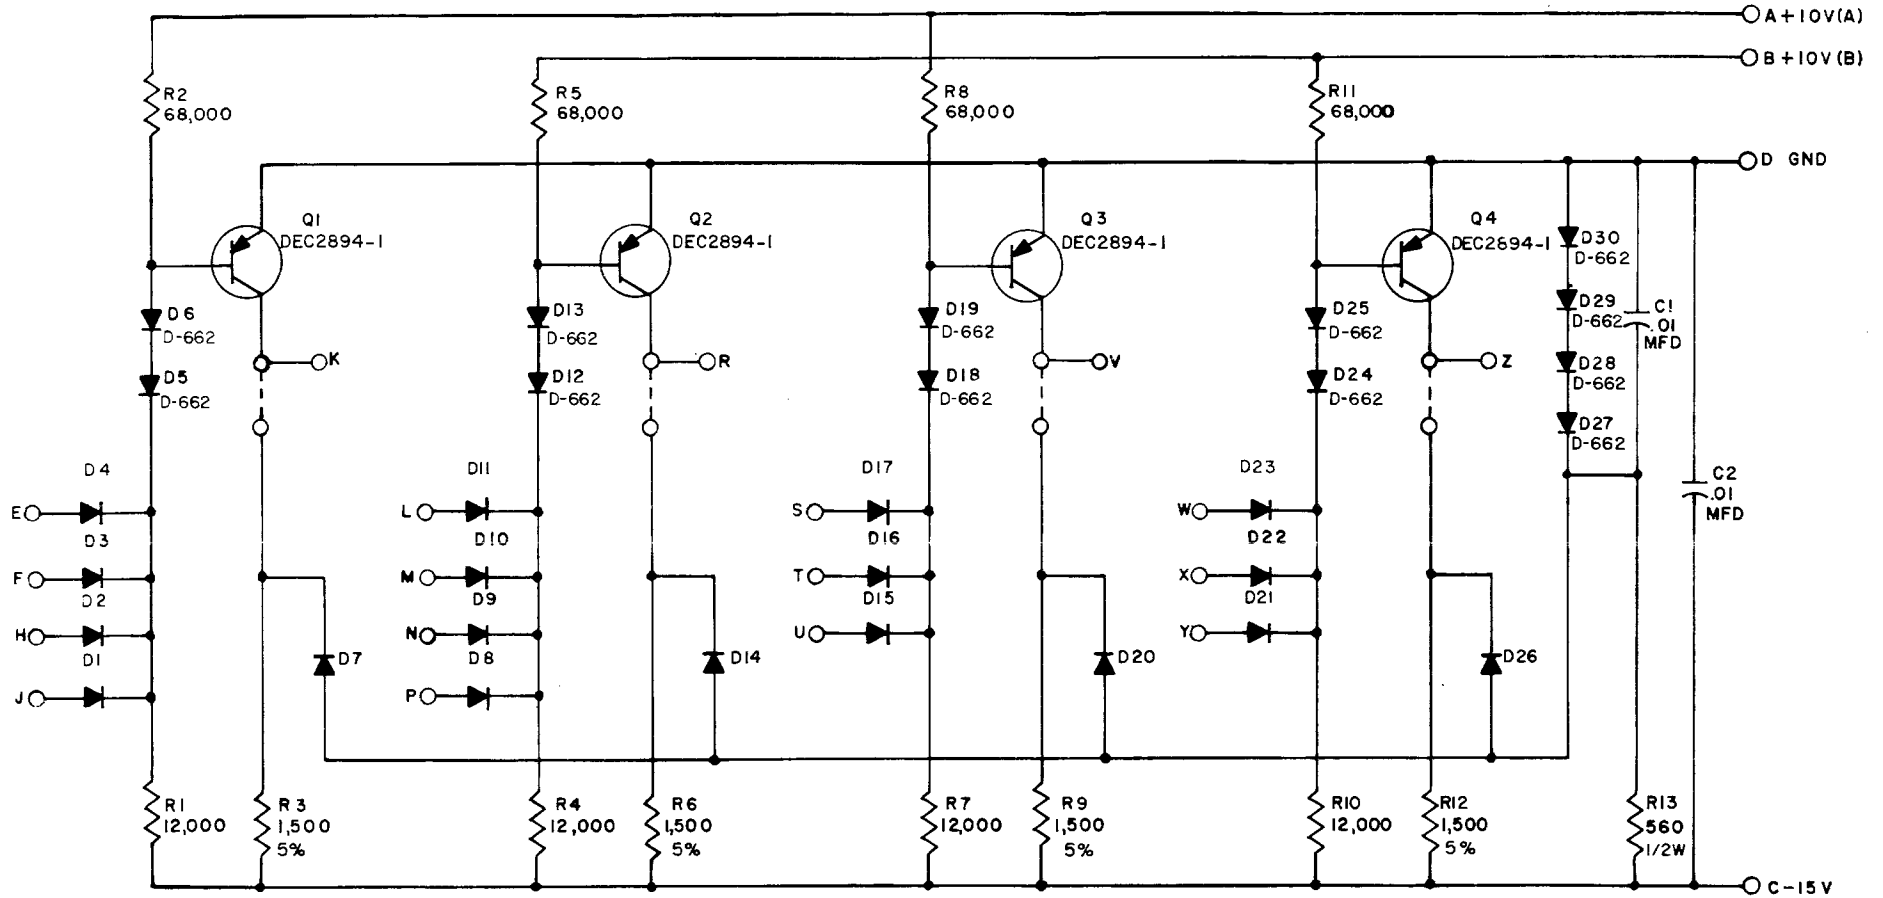 A+10V(A)
B+10V(B)
R2
68,000
R5
68,000
R8
68,000
R11
68,000
D GND
Q1
DEC2894-1
Q2
DEC2894-1
Q3
DEC2894-1
Q4
DEC2894-1
D30
D-662
D6
D-662
D13
D-662
D19
D-662
D25
D-662
D29
D-662
C1
.01
MFD
K
R
V
Z
D5
D-662
D12
D-662
D18
D-662
D24
D-662
D28
D-662
D27
D-662
D4
D11
D17
D23
C2
.01
MFD
E
L
S
W
D3
D10
D16
D22
F
M
T
X
D2
D9
D15
D21
H
N
U
Y
D1
D8
D7
D14
D20
D26
J
P
R1
12,000
R3
1,500
5%
R4
12,000
R6
1,500
5%
R7
12,000
R9
1,500
5%
R10
12,000
R12
1,500
5%
R13
560
1/2W
C-15V